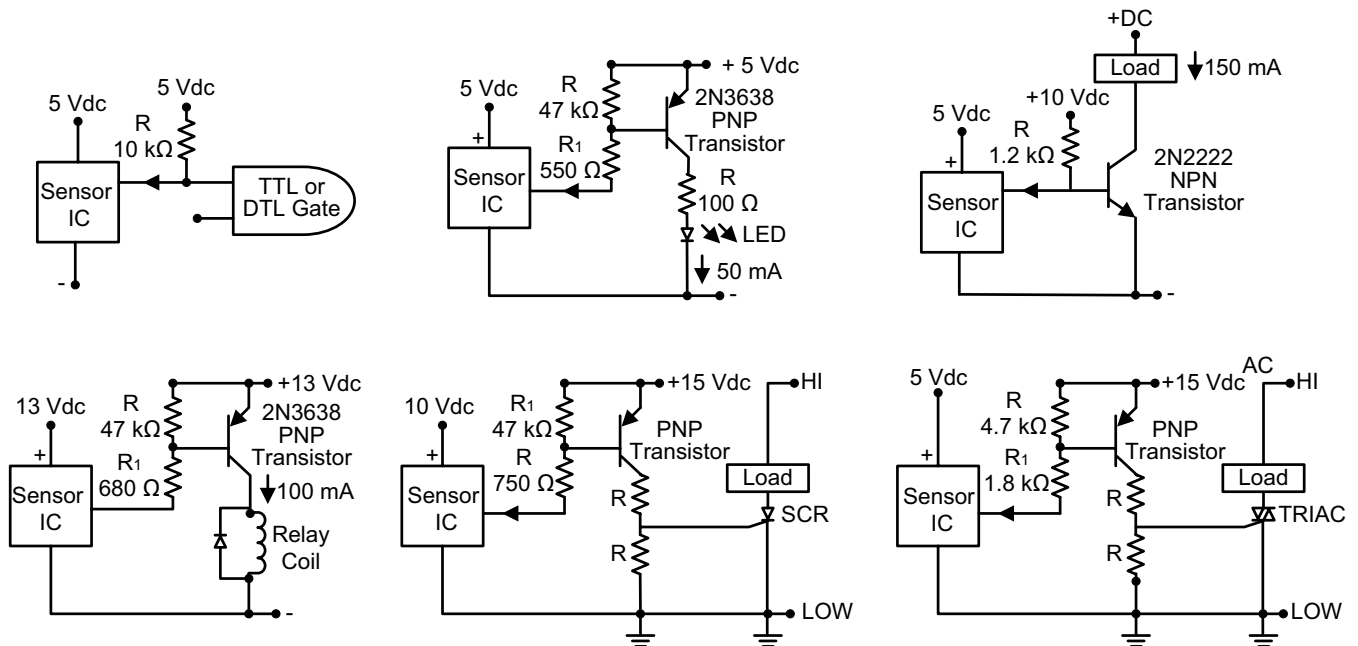 5 Vdc
5 Vdc
R
10 kΩ
Sensor
IC
TTL or
DTL Gate
-
+ 5 Vdc
5 Vdc
R
47 kΩ
2N3638
PNP
Transistor
+
R1
550 Ω
Sensor
IC
R
100 Ω
LED
50 mA
-
+DC
Load
150 mA
+10 Vdc
5 Vdc
R
1.2 kΩ
+
2N2222
NPN
Transistor
Sensor
IC
-
+13 Vdc
13 Vdc
R
47 kΩ
2N3638
PNP
Transistor
+
R1
680 Ω
Sensor
IC
100 mA
Relay
Coil
-
+15 Vdc
HI
10 Vdc
R1
47 kΩ
PNP
Transistor
+
R
750 Ω
Sensor
IC
Load
R
SCR
R
LOW
AC
+15 Vdc
HI
5 Vdc
R
4.7 kΩ
PNP
Transistor
+
R1
1.8 kΩ
Sensor
IC
Load
R
TRIAC
R
LOW